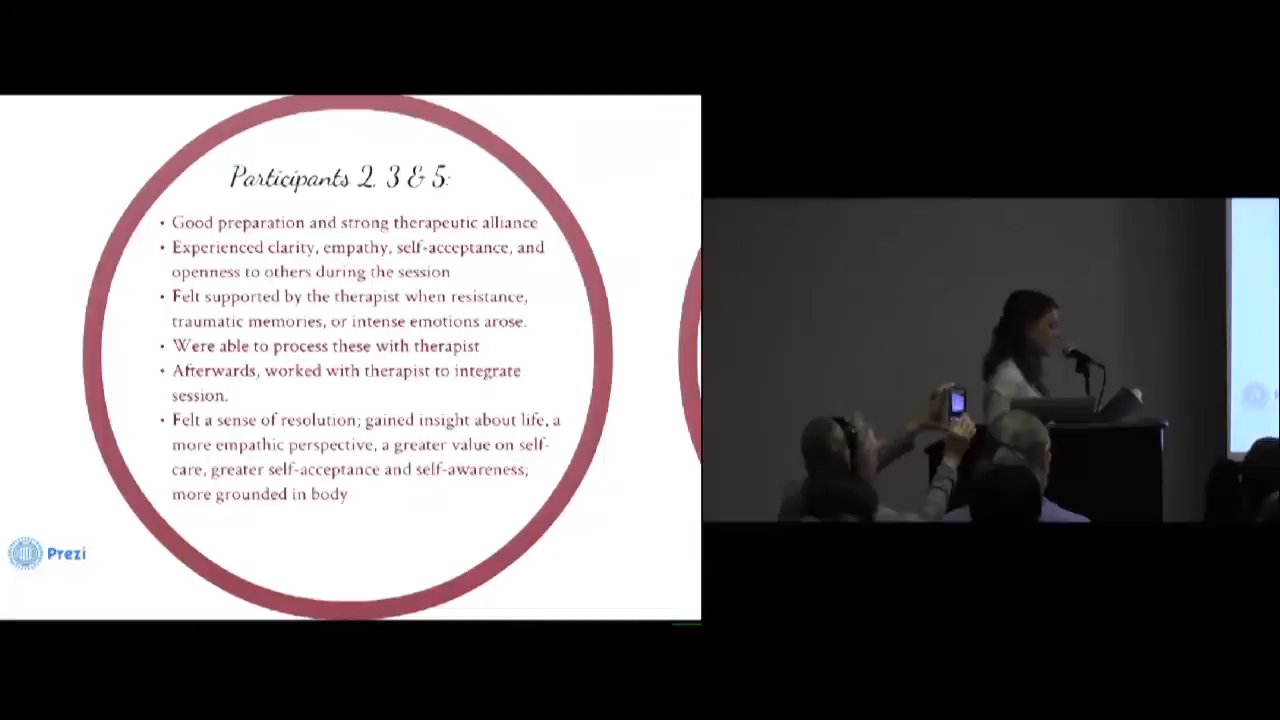 Participants 2, 3 & 5:
• Good preparation and strong therapeutic alliance
• Experienced clarity, empathy, self-acceptance, and
openness to others during the session
• Felt supported by the therapist when resistance,
traumatic memories, or intense emotions arose.
• Were able to process these with therapist
• Afterwards, worked with therapist to integrate
session.
• Felt a sense of resolution; gained insight about life, a
more empathic perspective, a greater value on self-
care, greater self-acceptance and self-awareness;
more grounded in body
Prezi